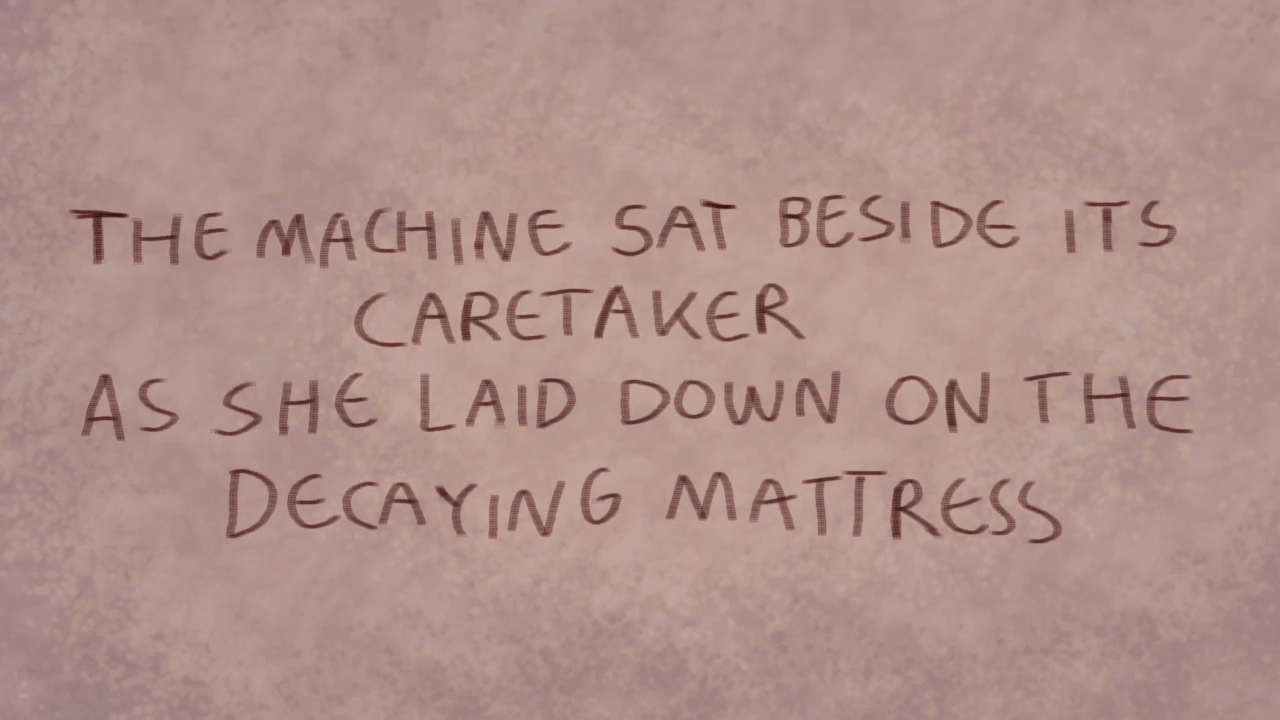 THE MACHINE SAT BESIDE ITS
CARETAKER
AS SHE LAID DOWN ON THE
DECAYING MATTRESS